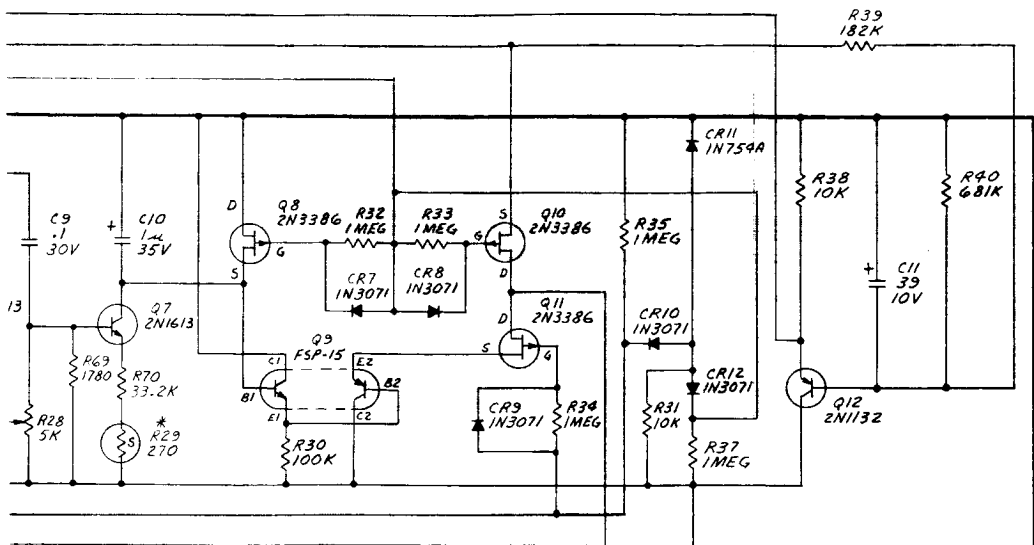 R39
182K
CR11
1N754A
R38
10K
R40
681K
D
Q8
2N3386
R32
1MEG
R33
1MEG
S
Q10
2N3386
R35
1MEG
C9
.1
30V
+
C10
1µ
35V
G
G
S
CR7
1N3071
CR8
1N3071
D
+
C11
39
10V
13
Q7
2N1613
Q9
FSP-15
D
Q11
2N3386
CR10
1N3071
S
G
C1
E2
R69
1780
R70
33.2K
B1
B2
CR12
1N3071
Q12
2N1132
R28
5K
S
*
R29
270
E1
C2
CR9
1N3071
R34
1MEG
R31
10K
R30
100K
R37
1MEG